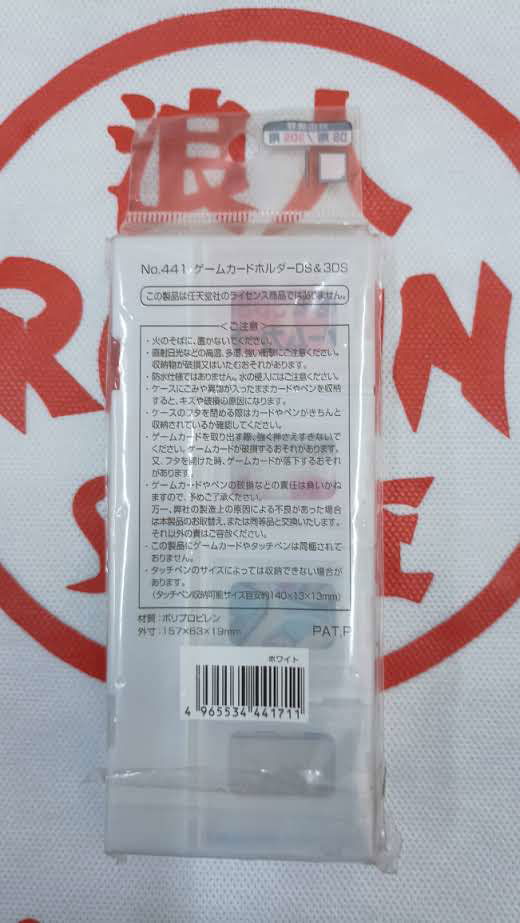 浪人
DS用/3DS用
No.441 ゲームカードホルダーDS&3DS
この製品は任天堂社のライセンス商品ではありません。
<ご注意>
・火のそばに、置かないでください。
・直射日光などの高温、多湿、強い衝撃にご注意ください。
収納物が破損又はいたむおそれがあります。
・防水仕様ではありません。水の侵入にはご注意ください。
・ケースにごみや異物が入ったままカードやペンを収納
すると、キズや破損の原因になります。
・ケースのフタを閉める際はカードやペンがきちんと
収納されているか確認してください。
・ゲームカードを取り出す際、強く押さえすぎないで
ください。ゲームカードが破損するおそれがあります。
又、フタを開けた時、ゲームカードが落下するおそれ
があります。
・ゲームカードやペンの破損などの責任は負いかね
ますので、予めご了承ください。
万一、弊社の製造上の原因による不良があった場合
は本製品のお取替え、または同等品と交換いたします。
それ以外の責はご容赦ください。
・この製品にゲームカードやタッチペンは同梱されて
おりません。
・タッチペンのサイズによっては収納できない場合が
あります。
(タッチペン収納可能サイズ目安約140×13×13mm)
材質:ポリプロピレン
外寸:157×63×19mm
PAT.P
ホワイト
4 965534 441711